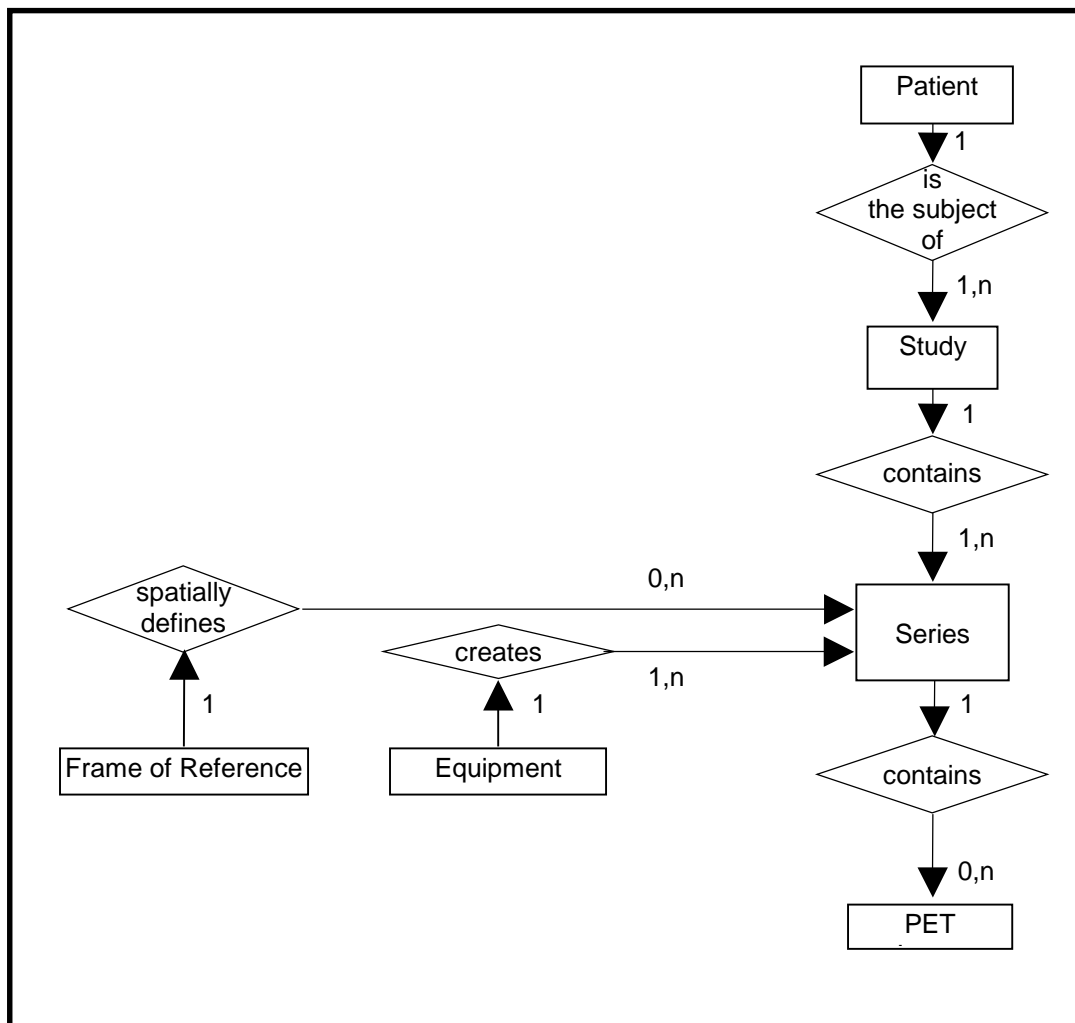 Patient
1
is
the subject
of
1,n
Study
1
contains
1,n
spatially
defines
0,n
Series
creates
1,n
1
1
1
Frame of Reference
Equipment
contains
0,n
PET